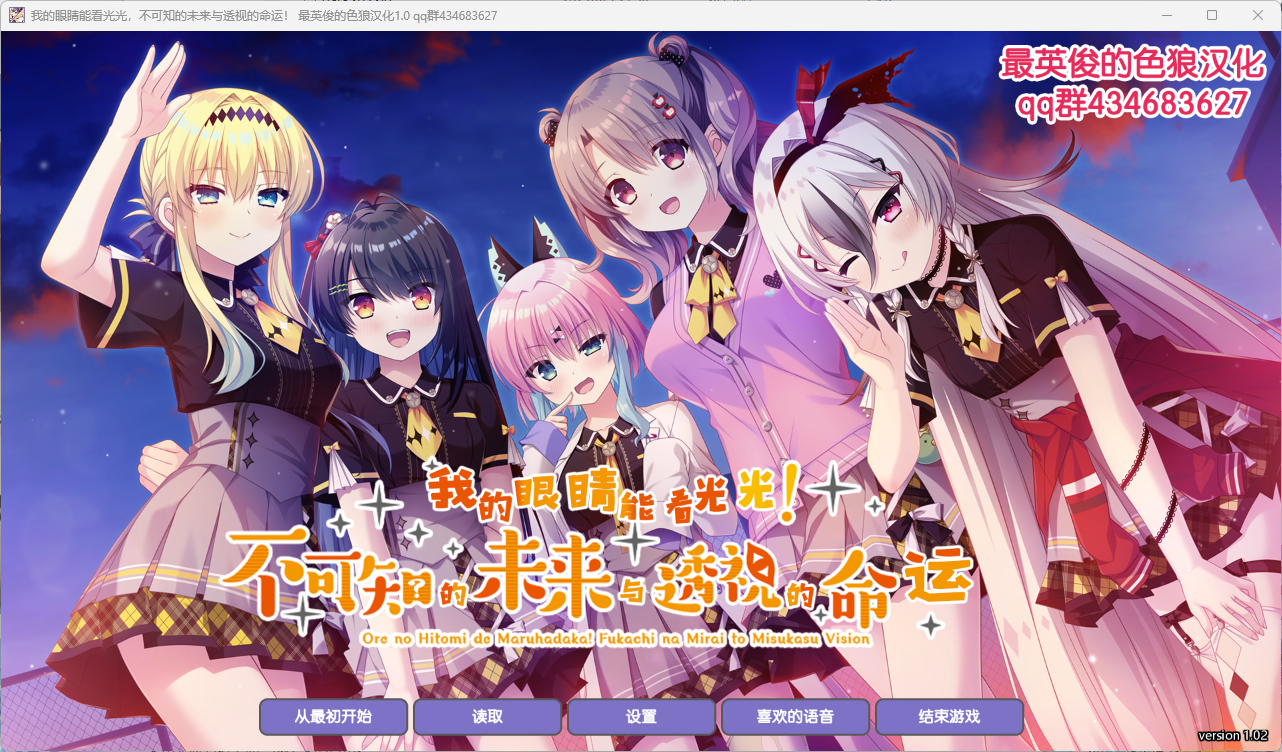 我的眼睛能看光光，不可知的未来与透视的命运！ 最英俊的色狼汉化1.0 qq群434683627
最英俊的色狼汉化
qq群434683627
我的眼睛能看光光！
不可知的未来与透视的命运
Ore no Hitomi de Maruhadaka! Fukachi na Mirai to Misukasu Vision
从最初开始
读取
设置
喜欢的语音
结束游戏
version 1.02